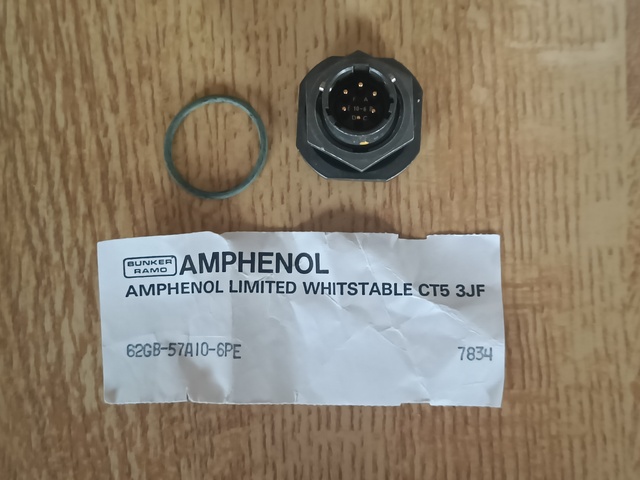 F A
D C
BUNKER
RAMO
AMPHENOL
AMPHENOL LIMITED WHITSTABLE CT5 3JF
62GB-57A10-6PE
7834